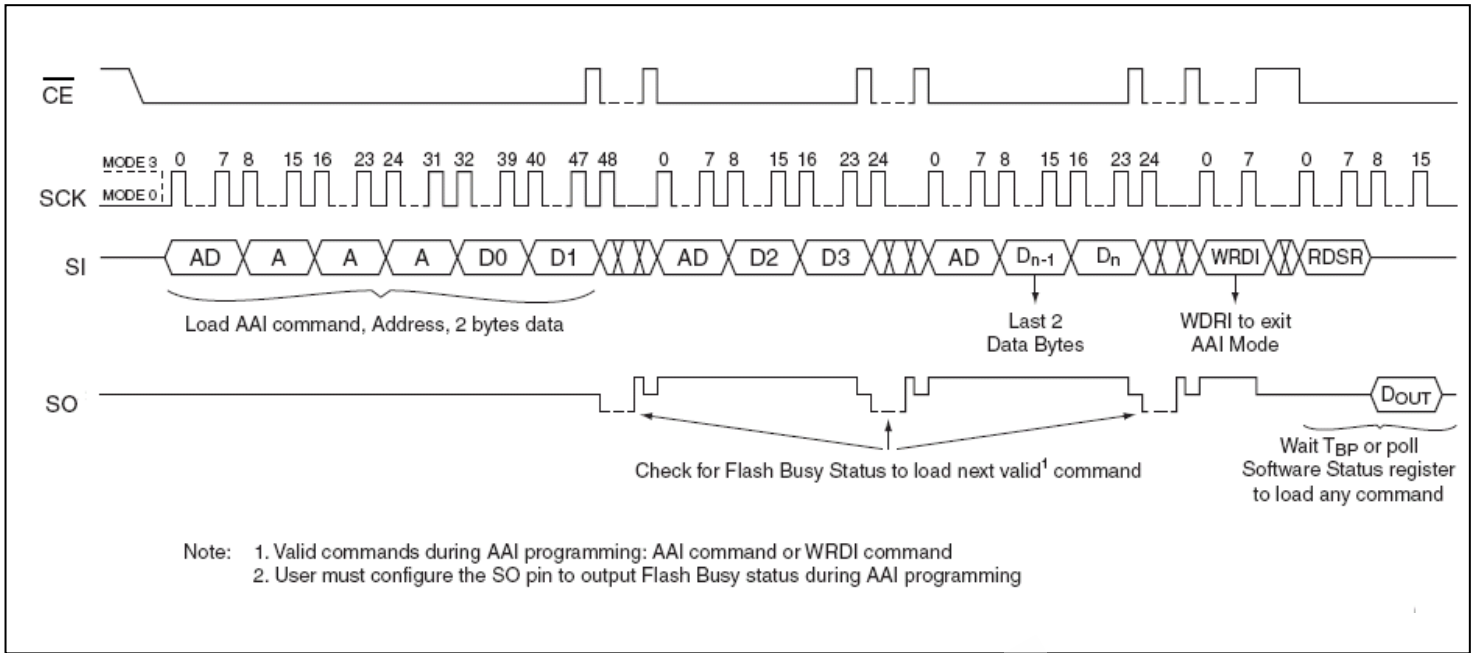 CE
MODE 3 0 7 8 15 16 23 24 31 32 39 40 47 48 0 7 8 15 16 23 24 0 7 8 15 16 23 24 0 7 0 7 8 15
SCK MODE 0
SI AD A A A D0 D1 AD D2 D3 AD Dn-1 Dn WRDI RDSR
Load AAI command, Address, 2 bytes data
Last 2 WDRI to exit
Data Bytes AAI Mode
SO DOUT
Check for Flash Busy Status to load next valid1 command
Wait TBP or poll
Software Status register
to load any command
Note: 1. Valid commands during AAI programming: AAI command or WRDI command
2. User must configure the SO pin to output Flash Busy status during AAI programming